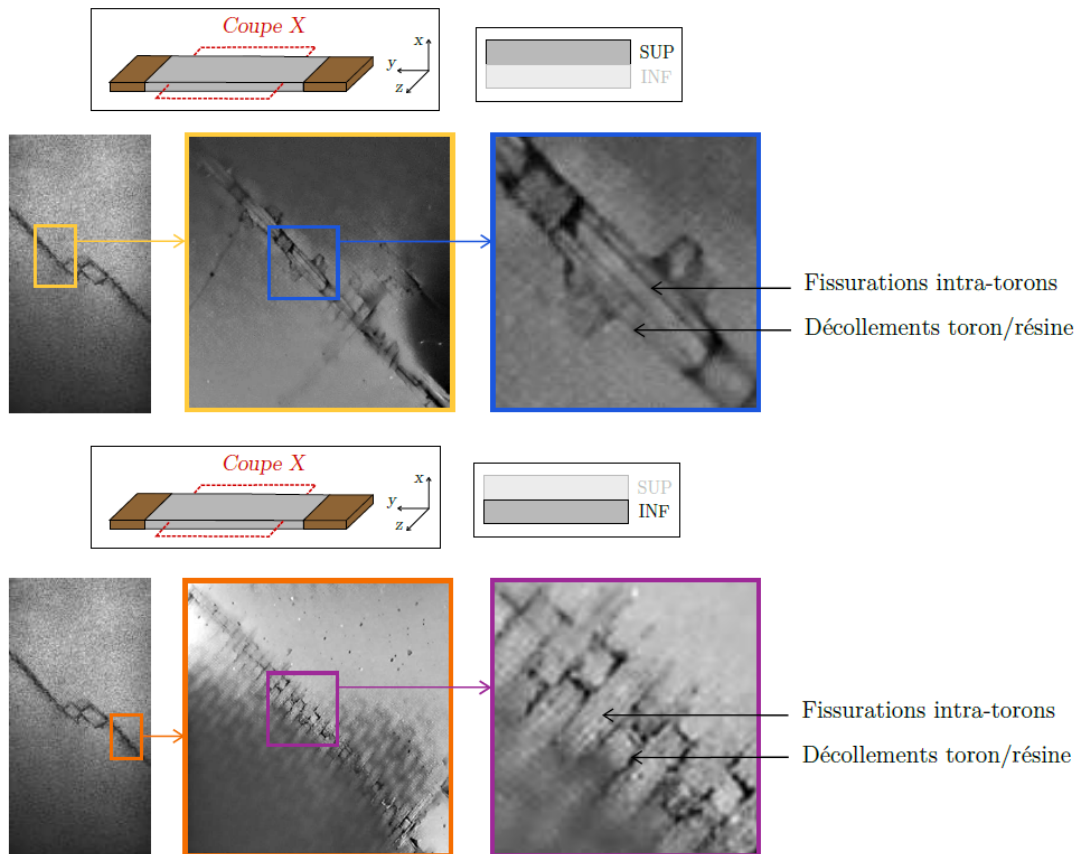 Coupe X
x
y
z
SUP
INF
Fissurations intra-torons
Décollements toron/résine
Coupe X
x
y
z
SUP
INF
Fissurations intra-torons
Décollements toron/résine